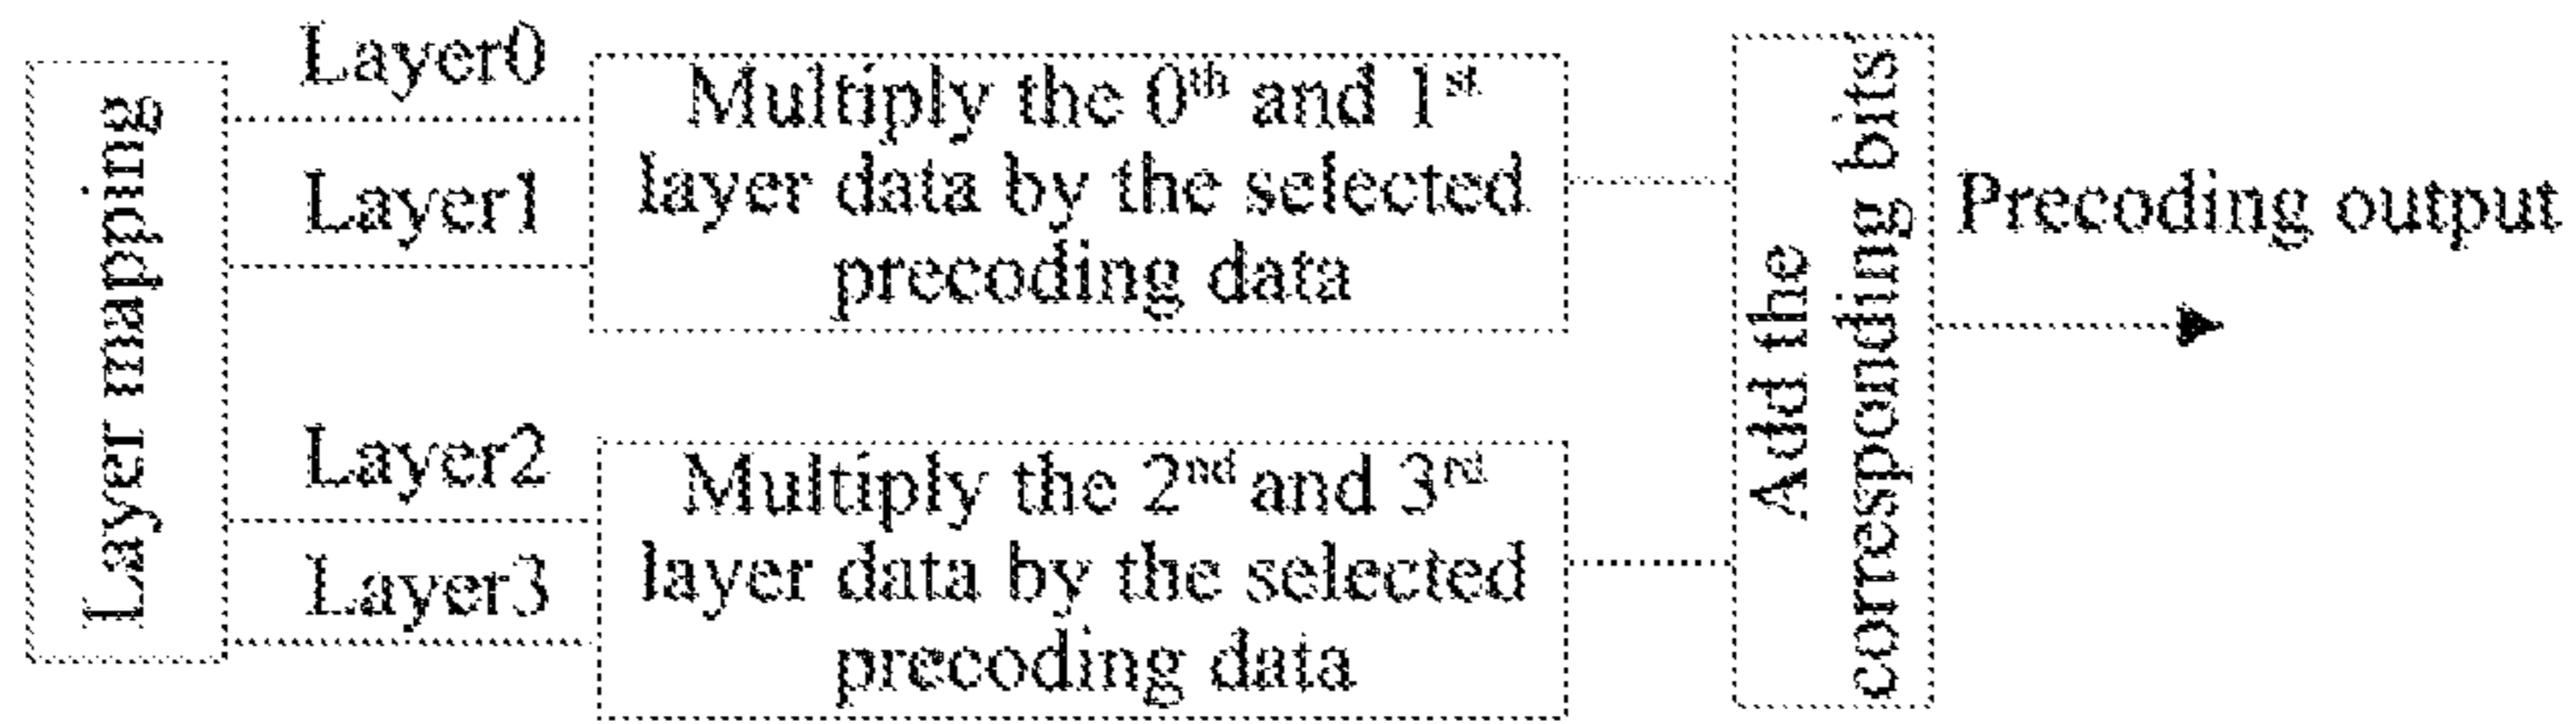 Layer mapping
Layer0
Layer1
Multiply the 0th and 1st
layer data by the selected
precoding data
Layer2
Layer3
Multiply the 2nd and 3rd
layer data by the selected
precoding data
Add the
corresponding bits
Precoding output